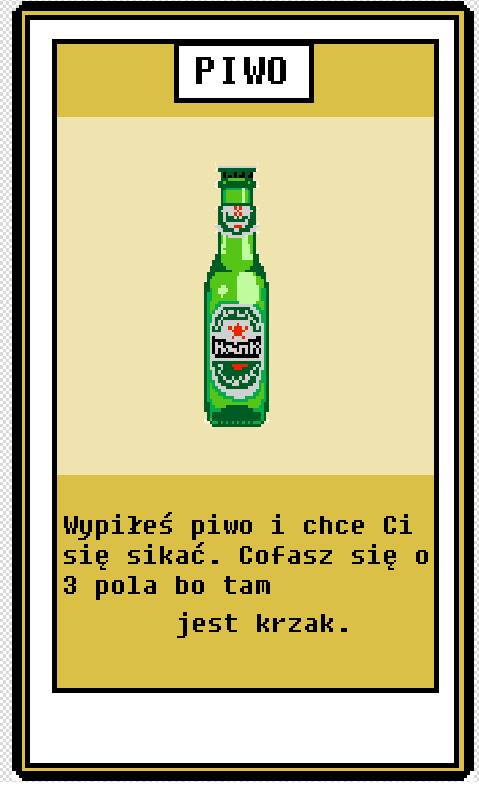 PIWO
Wypiłeś piwo i chce Ci
się sikać. Cofasz się o
3 pola bo tam
jest krzak.